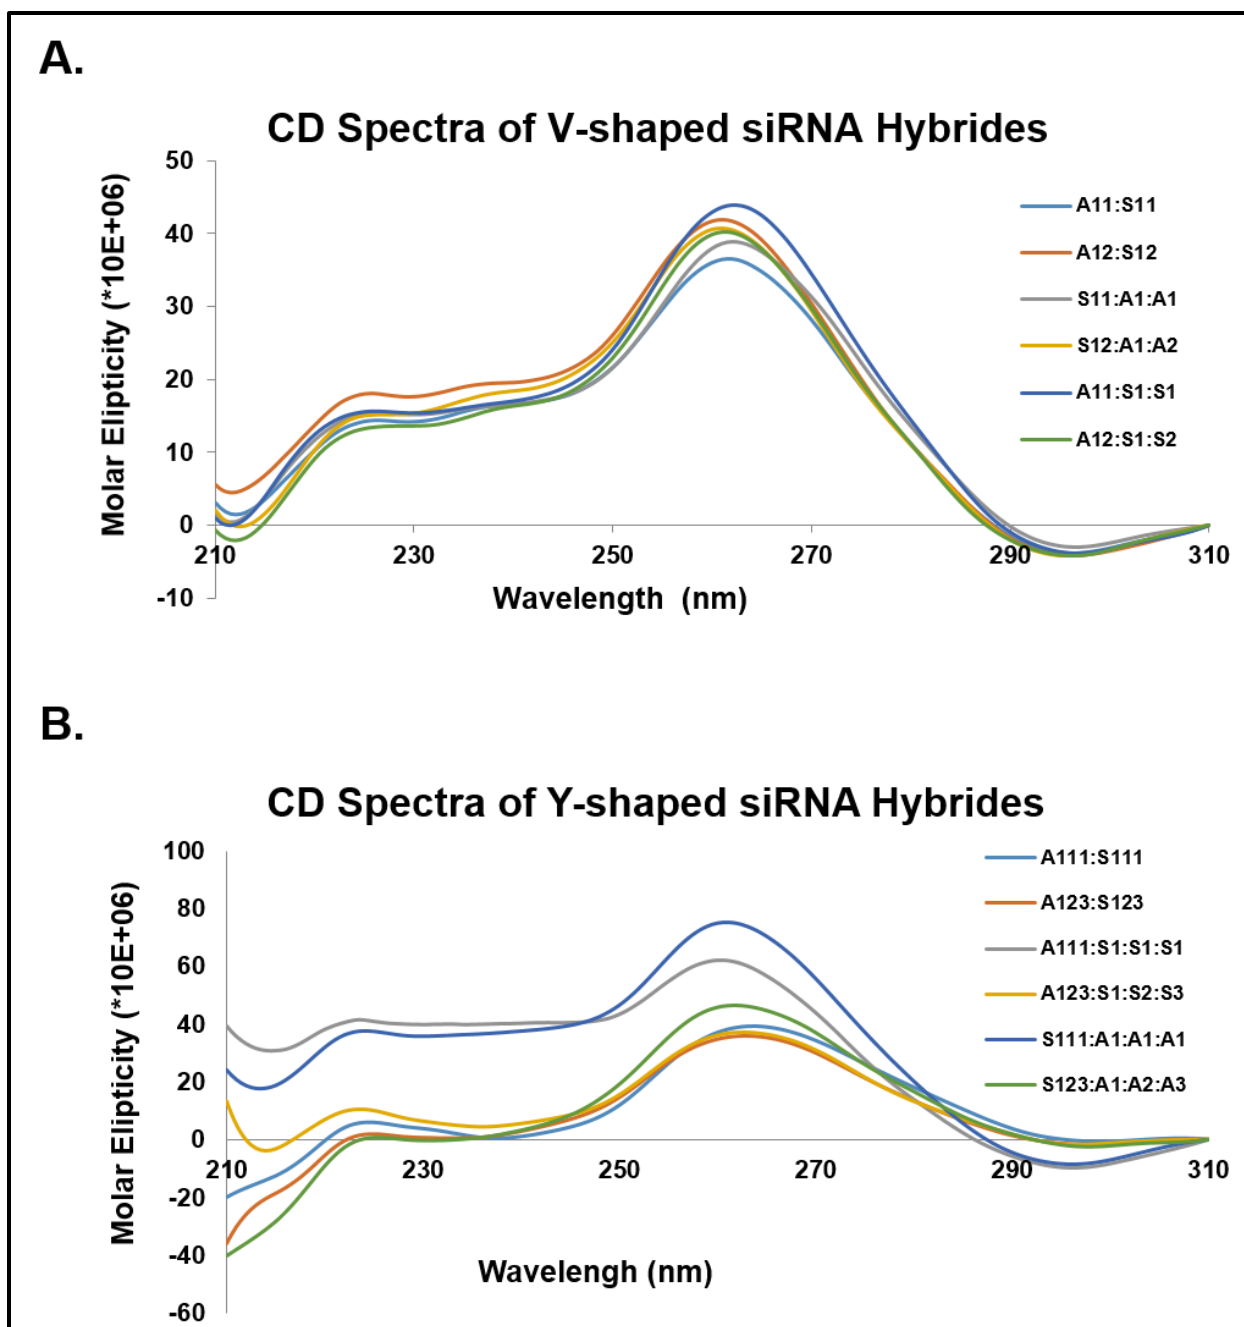 A.
CD Spectra of V-shaped siRNA Hybrides
Molar Elipticity (*10E+06)
50
40
30
20
10
0
-10
210
230
250
270
290
310
Wavelength (nm)
A11:S11
A12:S12
S11:A1:A1
S12:A1:A2
A11:S1:S1
A12:S1:S2
B.
CD Spectra of Y-shaped siRNA Hybrides
Molar Elipticity (*10E+06)
100
80
60
40
20
0
-20
-40
-60
210
230
250
270
290
310
Wavelengh (nm)
A111:S111
A123:S123
A111:S1:S1:S1
A123:S1:S2:S3
S111:A1:A1:A1
S123:A1:A2:A3